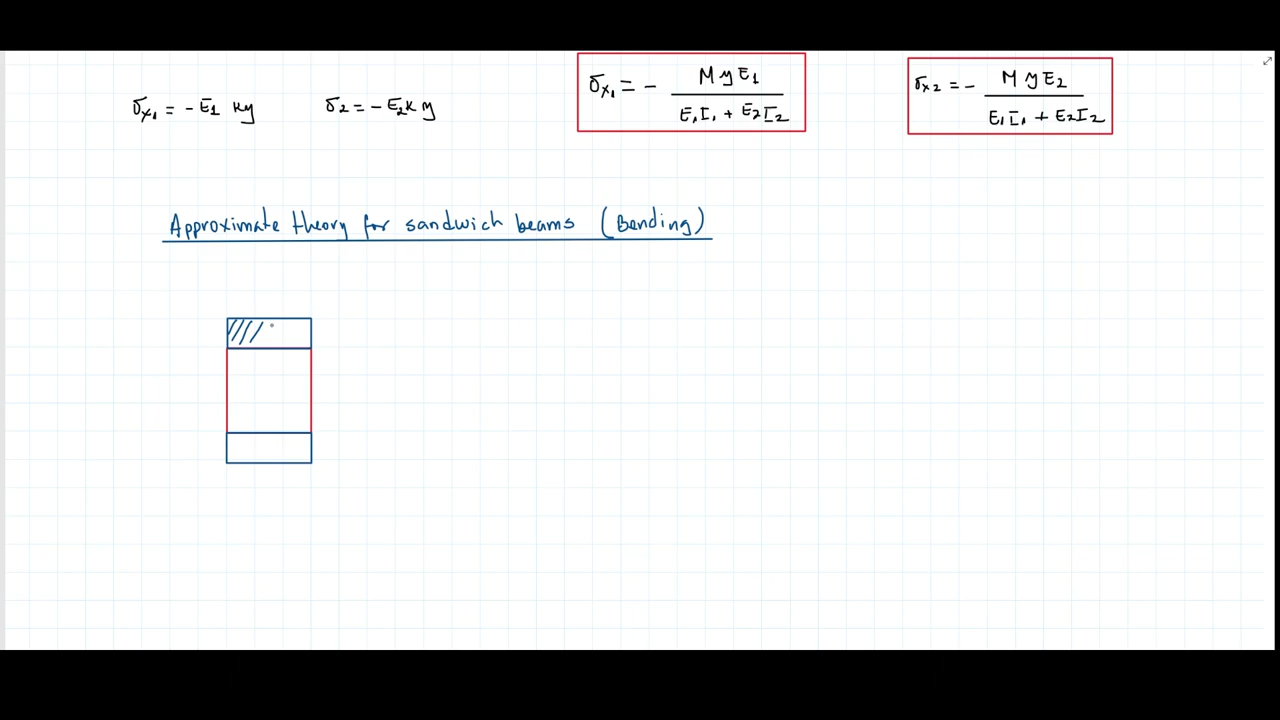 σx₁ = - E₁ κy    σ₂ = - E₂κ y    σx₁ = - M y E₁ / E₁I₁ + E₂I₂    σx₂ = - M y E₂ / E₁I₁ + E₂I₂
Approximate theory for sandwich beams (Bending)